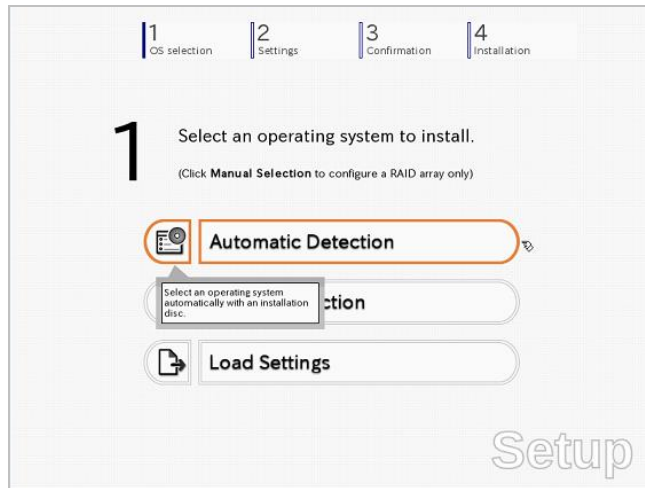 1
OS selection
2
Settings
3
Confirmation
4
Installation
1
Select an operating system to install.
(Click Manual Selection to configure a RAID array only)
Automatic Detection
Select an operating system
automatically with an installation
disc.
Load Settings
Setup